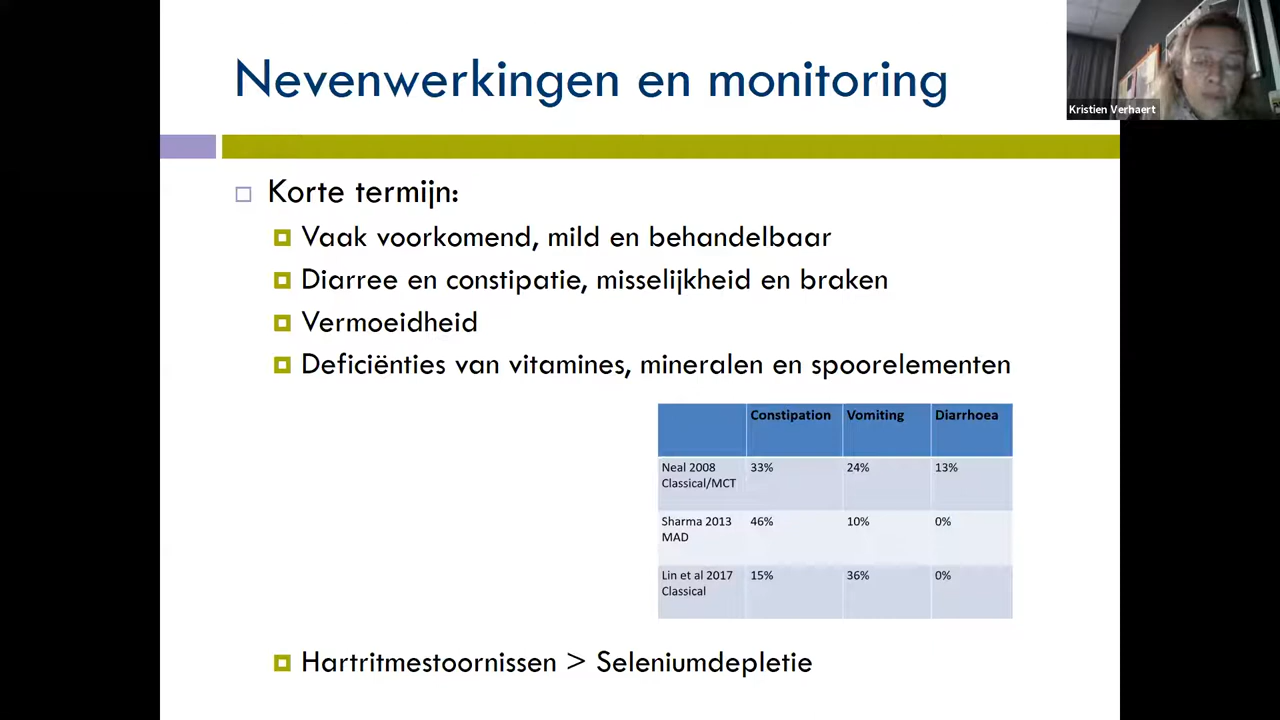 Nevenwerkingen en monitoring
Kristien Verhaert
Korte termijn:
Vaak voorkomend, mild en behandelbaar
Diarree en constipatie, misselijkheid en braken
Vermoeidheid
Deficiënties van vitamines, mineralen en spoorelementen
Constipation Vomiting Diarrhoea
Neal 2008 33% 24% 13%
Classical/MCT
Sharma 2013 46% 10% 0%
MAD
Lin et al 2017 15% 36% 0%
Classical
Hartritmestoornissen > Seleniumdepletie